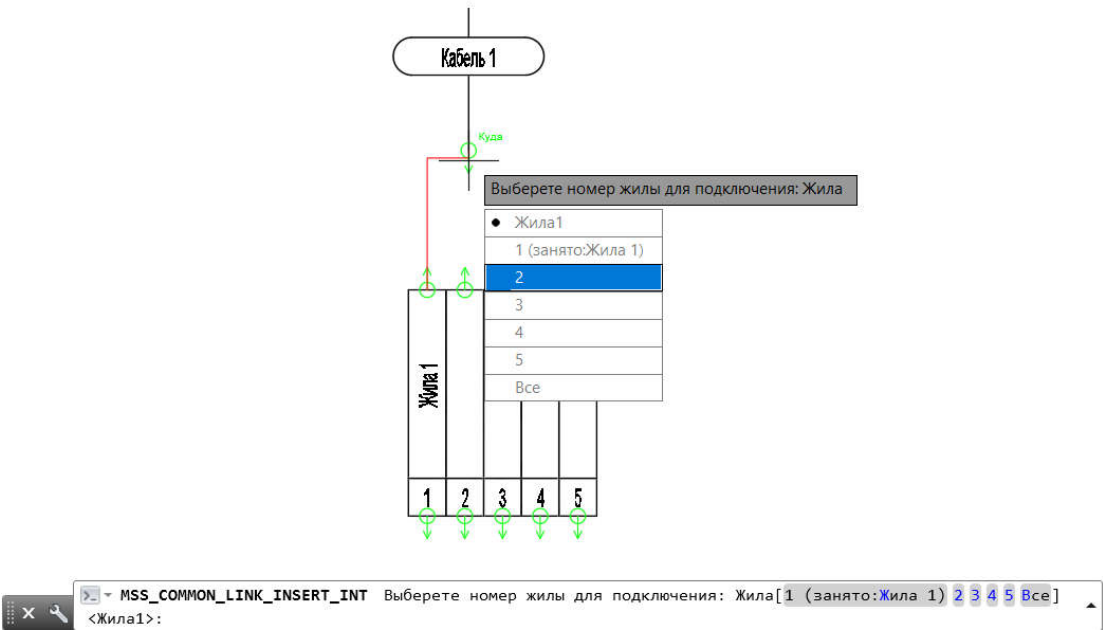 Кабель 1
Куда
Выберете номер жилы для подключения: Жила
Жила1
1 (занято:Жила 1)
2
3
4
5
Все
Жила 1
1 2 3 4 5
MSS_COMMON_LINK_INSERT_INT Выберете номер жилы для подключения: Жила[1 (занято:Жила 1) 2 3 4 5 Все]
<Жила1>: